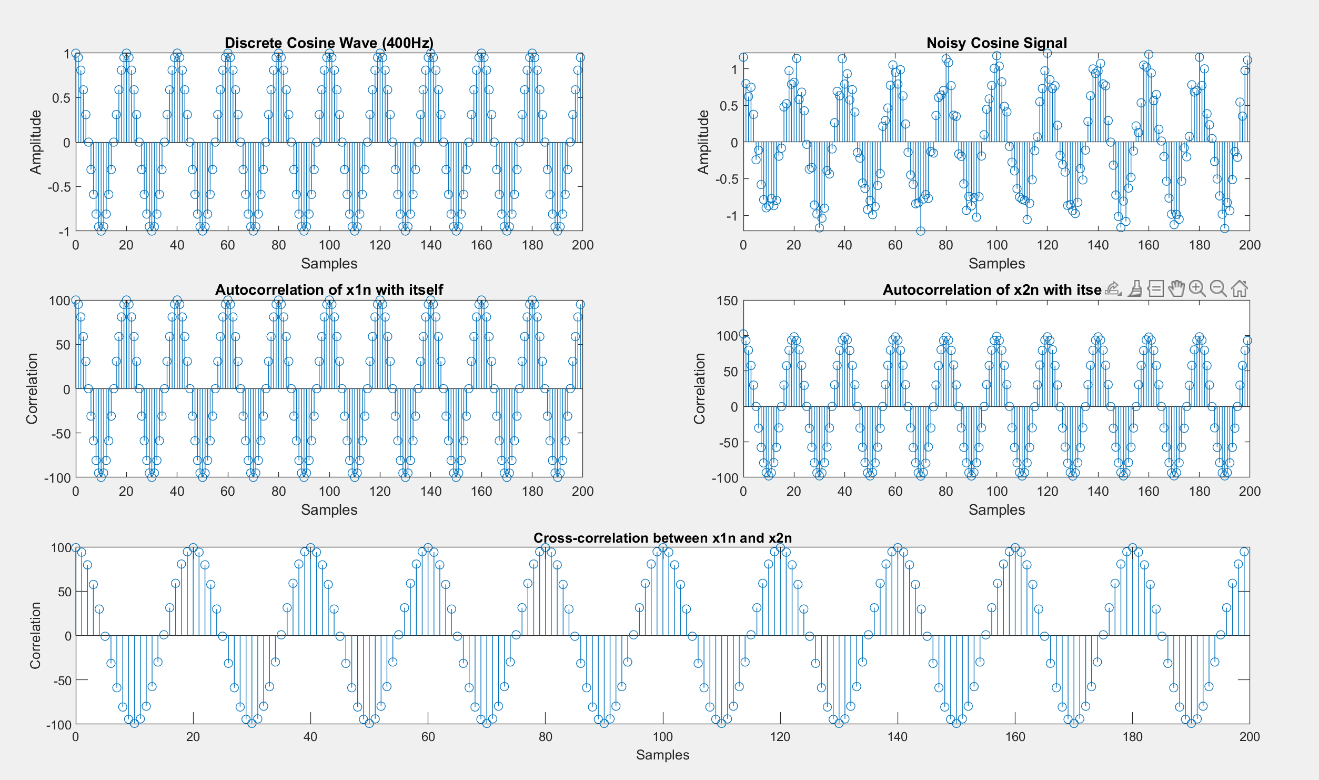 Discrete Cosine Wave (400Hz)
1
0.5
0
-0.5
-1
Amplitude
0 20 40 60 80 100 120 140 160 180 200
Samples
Noisy Cosine Signal
1
0.5
0
-0.5
-1
Amplitude
0 20 40 60 80 100 120 140 160 180 200
Samples
Autocorrelation of x1n with itself
100
50
0
-50
-100
Correlation
0 20 40 60 80 100 120 140 160 180 200
Samples
Autocorrelation of x2n with itse
150
100
50
0
-50
-100
Correlation
0 20 40 60 80 100 120 140 160 180 200
Samples
Cross-correlation between x1n and x2n
100
50
0
-50
-100
Correlation
0 20 40 60 80 100 120 140 160 180 200
Samples